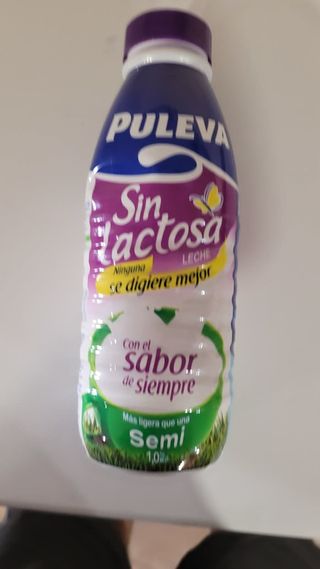 PULEVA
Sin
Lactosa
LECHE
Ninguna
se digiere mejor
Con el
sabor
de siempre
Más ligera que una
Semi